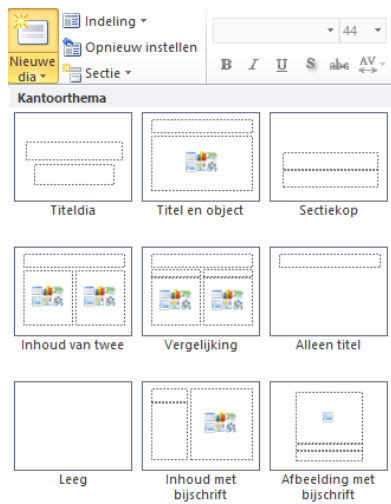 Indeling
Opnieuw instellen
Nieuwe
dia
Sectie
44
B I U S abc AV
Kantoorthema
Titeldia
Titel en object
Sectiekop
Inhoud van twee
Vergelijking
Alleen titel
Leeg
Inhoud met
bijschrift
Afbeelding met
bijschrift